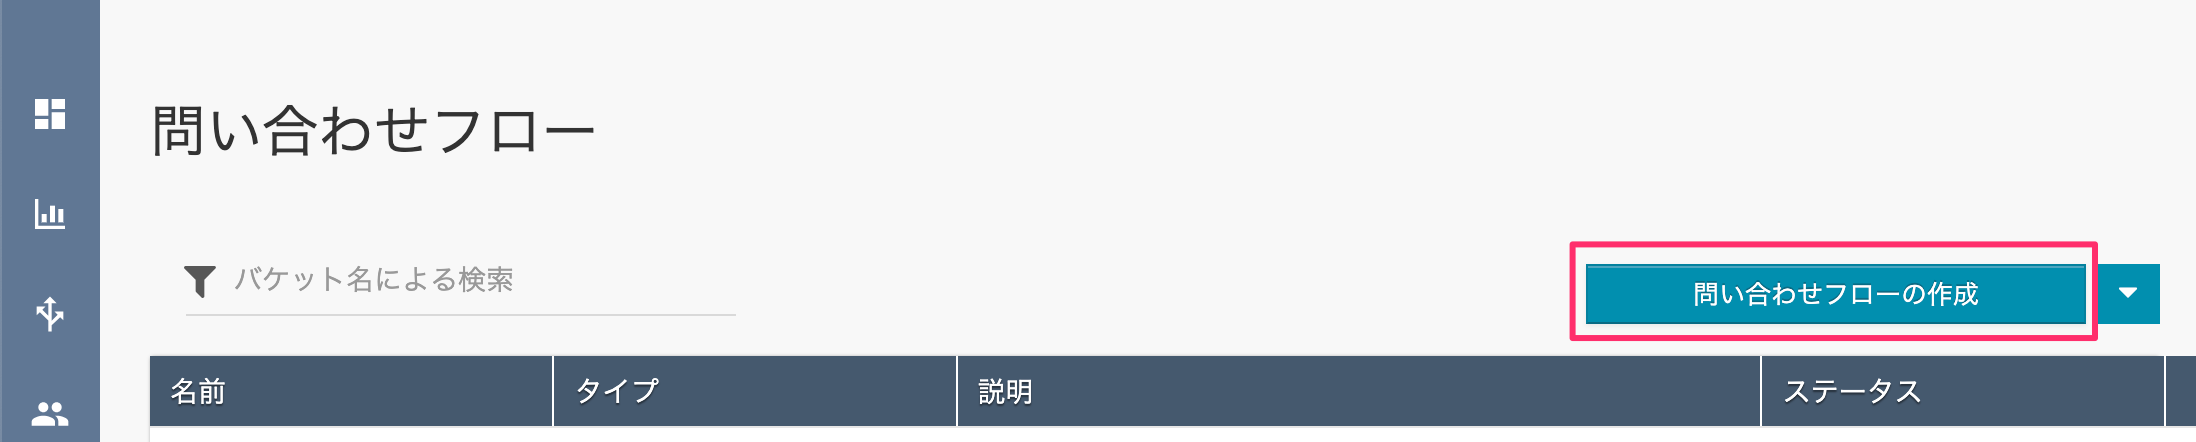 問い合わせフロー
バケット名による検索
問い合わせフローの作成
名前 タイプ 説明 ステータス